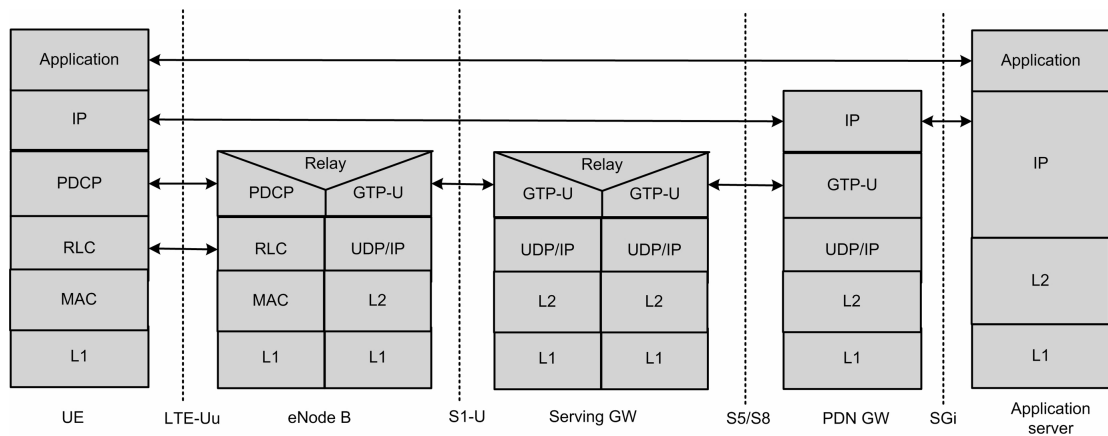 Application
Application
IP
IP
IP
Relay
Relay
PDCP
PDCP
GTP-U
GTP-U
GTP-U
GTP-U
RLC
RLC
UDP/IP
UDP/IP
UDP/IP
UDP/IP
MAC
MAC
L2
L2
L2
L2
L2
L1
L1
L1
L1
L1
L1
L1
UE
LTE-Uu
eNode B
S1-U
Serving GW
S5/S8
PDN GW
SGi
Application
server